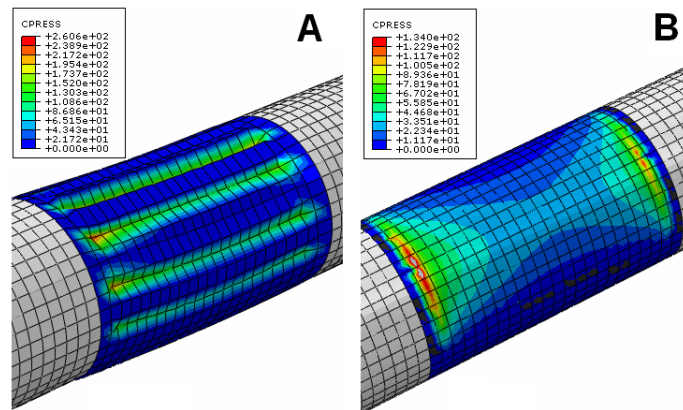 A
CPRESS
+2.606e+02
+2.389e+02
+2.172e+02
+1.954e+02
+1.737e+02
+1.520e+02
+1.303e+02
+1.086e+02
+8.686e+01
+6.515e+01
+4.343e+01
+2.172e+01
+0.000e+00
B
CPRESS
+1.340e+02
+1.229e+02
+1.117e+02
+1.005e+02
+8.936e+01
+7.819e+01
+6.702e+01
+5.585e+01
+4.468e+01
+3.351e+01
+2.234e+01
+1.117e+01
+0.000e+00